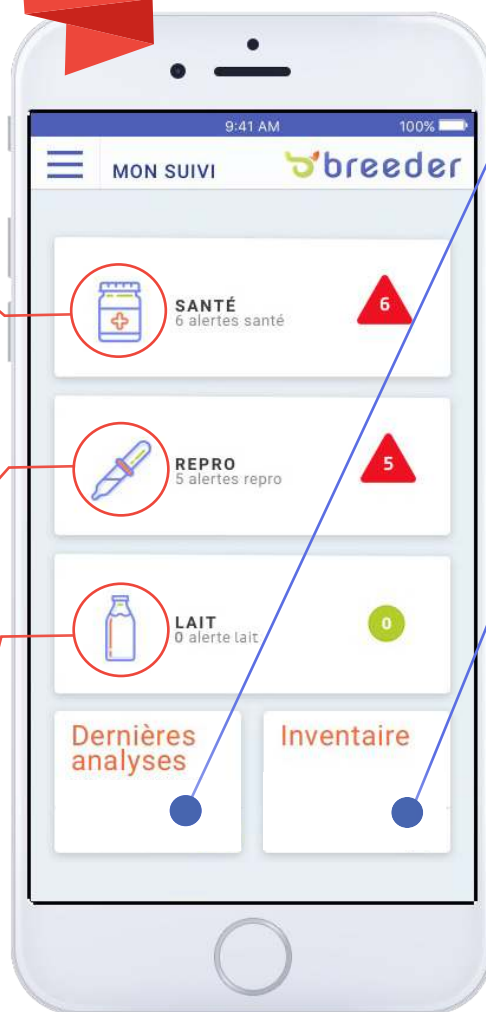 9:41 AM 100%
MON SUIVI breeder
SANTÉ
6 alertes santé
6
REPRO
5 alertes repro
5
LAIT
0 alerte lait
0
Dernières
analyses
Inventaire